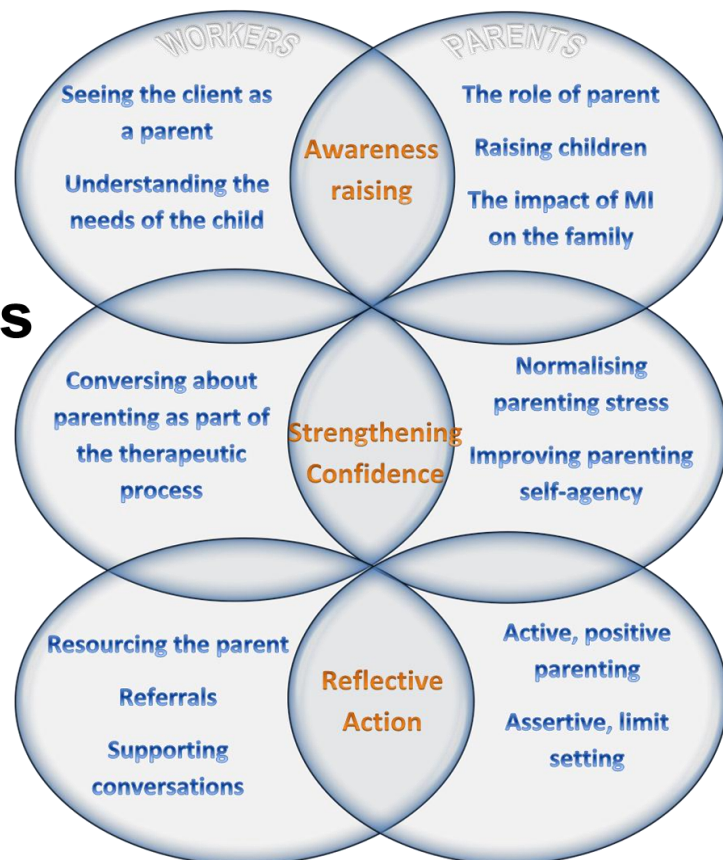 WORKERS
PARENTS
Seeing the client as
a parent
Understanding the
needs of the child
Awareness
raising
The role of parent
Raising children
The impact of MI
on the family
s
Conversing about
parenting as part of
the therapeutic
process
Strengthening
Confidence
Normalising
parenting stress
Improving parenting
self-agency
Resourcing the parent
Referrals
Supporting
conversations
Reflective
Action
Active, positive
parenting
Assertive, limit
setting